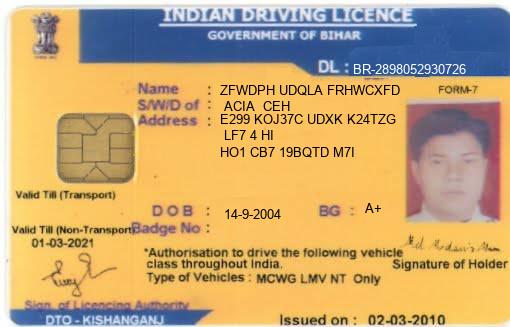 INDIAN DRIVING LICENCE
GOVERNMENT OF BIHAR
DL : BR-2898052930726
Name : ZFWDPH UDQLA FRHWCXFD
S/W/D of : ACIA CEH
Address : E299 KOJ37C UDXK K24TZG
LF7 4 HI
HO1 CB7 19BQTD M7I
FORM-7
Valid Till (Transport)
DOB : 14-9-2004 BG : A+
Valid Till (Non-Transport)
Badge No :
01-03-2021
*Authorisation to drive the following vehicle
class throughout India.
Type of Vehicles : MCWG LMV NT Only
Signature of Holder
Sign. of Licencing Authority
DTO - KISHANGANJ
Issued on : 02-03-2010